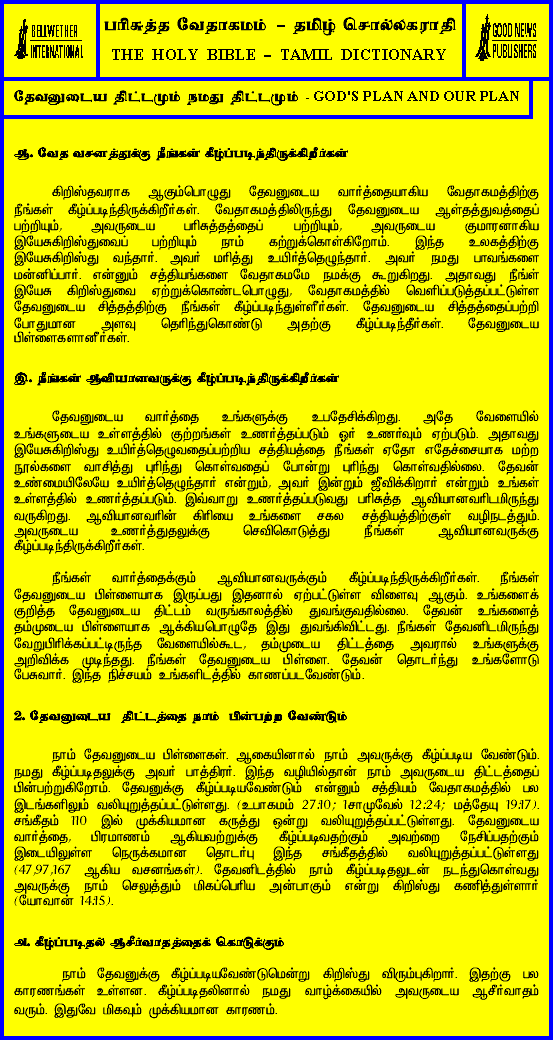 BELLWETHER
INTERNATIONAL
பரிசுத்த வேதாகமம் – தமிழ் சொல்லகராதி
THE HOLY BIBLE – TAMIL DICTIONARY
GOOD NEWS
PUBLISHERS
தேவனுடைய திட்டமும் நமது திட்டமும் - GOD'S PLAN AND OUR PLAN
ஆ. வேத வசனத்துக்கு நீங்கள் கீழ்ப்படிந்திருக்கிறீர்கள்
கிறிஸ்தவராக ஆகும்பொழுது தேவனுடைய வார்த்தையாகிய வேதாகமத்திற்கு
நீங்கள் கீழ்ப்படிந்திருக்கிறீர்கள். வேதாகமத்திலிருந்து தேவனுடைய ஆள்தத்துவத்தைப்
பற்றியும், அவருடைய பரிசுத்தத்தைப் பற்றியும், அவருடைய குமாரனாகிய
இயேசுகிறிஸ்துவைப் பற்றியும் நாம் கற்றுக்கொள்கிறோம். இந்த உலகத்திற்கு
இயேசுகிறிஸ்து வந்தார். அவர் மரித்து உயிர்த்தெழுந்தார். அவர் நமது பாவங்களை
மன்னிப்பார். என்னும் சத்தியங்களை வேதாகமமே நமக்கு கூறுகிறது. அதாவது நீங்ள்
இயேசு கிறிஸ்துவை ஏற்றுக்கொண்டபொழுது, வேதாகமத்தில் வெளிப்படுத்தப்பட்டுள்ள
தேவனுடைய சித்தத்திற்கு நீங்கள் கீழ்ப்படிந்துள்ளீர்கள். தேவனுடைய சித்தத்தைப்பற்றி
போதுமான அளவு தெரிந்துகொண்டு அதற்கு கீழ்ப்படிந்தீர்கள். தேவனுடைய
பிள்ளைகளானீர்கள்.
இ. நீங்கள் ஆவியானவருக்கு கீழ்ப்படிந்திருக்கிறீர்கள்
தேவனுடைய வார்த்தை உங்களுக்கு உபதேசிக்கிறது. அதே வேளையில்
உங்களுடைய உள்ளத்தில் குற்றங்கள் உணர்த்தப்படும் ஓர் உணர்வும் ஏற்படும். அதாவது
இயேசுகிறிஸ்து உயிர்த்தெழுவதைப்பற்றிய சத்தியத்தை நீங்கள் ஏதோ எதேச்சையாக மற்ற
நூல்களை வாசித்து புரிந்து கொள்வதைப் போன்று புரிந்து கொள்வதில்லை. தேவன்
உண்மையிலேயே உயிர்த்தெழுந்தார் என்றும், அவர் இன்றும் ஜீவிக்கிறார் என்றும் உங்கள்
உள்ளத்தில் உணர்த்தப்படும். இவ்வாறு உணர்த்தப்படுவது பரிசுத்த ஆவியானவரிடமிருந்து
வருகிறது. ஆவியானவரின் கிரியை உங்களை சகல சத்தியத்திற்குள் வழிநடத்தும்.
அவருடைய உணர்த்துதலுக்கு செவிகொடுத்து நீங்கள் ஆவியானவருக்கு
கீழ்ப்படிந்திருக்கிறீர்கள்.
நீங்கள் வார்த்தைக்கும் ஆவியானவருக்கும் கீழ்ப்படிந்திருக்கிறீர்கள். நீங்கள்
தேவனுடைய பிள்ளையாக இருப்பது இதனால் ஏற்பட்டுள்ள விளைவு ஆகும். உங்களைக்
குறித்த தேவனுடைய திட்டம் வருங்காலத்தில் துவங்குவதில்லை. தேவன் உங்களைத்
தம்முடைய பிள்ளையாக ஆக்கியபொழுதே இது துவங்கிவிட்டது. நீங்கள் தேவனிடமிருந்து
வேறுபிரிக்கப்பட்டிருந்த வேளையில்கூட, தம்முடைய திட்டத்தை அவரால் உங்களுக்கு
அறிவிக்க முடிந்தது. நீங்கள் தேவனுடைய பிள்ளை. தேவன் தொடர்ந்து உங்களோடு
பேசுவார். இந்த நிச்சயம் உங்களிடத்தில் காணப்படவேண்டும்.
2. தேவனுடைய திட்டத்தை நாம் பின்பற்ற வேண்டும்
நாம் தேவனுடைய பிள்ளைகள். ஆகையினால் நாம் அவருக்கு கீழ்ப்படிய வேண்டும்.
நமது கீழ்ப்படிதலுக்கு அவர் பாத்திரர். இந்த வழியில்தான் நாம் அவருடைய திட்டத்தைப்
பின்பற்றுகிறோம். தேவனுக்கு கீழ்ப்படியவேண்டும் என்னும் சத்தியம் வேதாகமத்தில் பல
இடங்களிலும் வலியுறுத்தப்பட்டுள்ளது. (உபாகமம் 27:10; 1சாமுவேல் 12:24; மத்தேயு 19:17).
சங்கீதம் 110 இல் முக்கியமான கருத்து ஒன்று வலியுறுத்தப்பட்டுள்ளது. தேவனுடைய
வார்த்தை, பிரமாணம் ஆகியவற்றுக்கு கீழ்ப்படிவதற்கும் அவற்றை நேசிப்பதற்கும்
இடையிலுள்ள நெருக்கமான தொடர்பு இந்த சங்கீதத்தில் வலியுறுத்தப்பட்டுள்ளது
(47,97,167 ஆகிய வசனங்கள்). தேவனிடத்தில் நாம் கீழ்ப்படிதலுடன் நடந்துகொள்வது
அவருக்கு நாம் செலுத்தும் மிகப்பெரிய அன்பாகும் என்று கிறிஸ்து கணித்துள்ளார்
(யோவான் 14:15).
அ. கீழ்ப்படிதல் ஆசீர்வாதத்தைக் கொடுக்கும்
நாம் தேவனுக்கு கீழ்ப்படியவேண்டுமென்று கிறிஸ்து விரும்புகிறார். இதற்கு பல
காரணங்கள் உள்ளன. கீழ்ப்படிதலினால் நமது வாழ்க்கையில் அவருடைய ஆசீர்வாதம்
வரும். இதுவே மிகவும் முக்கியமான காரணம்.